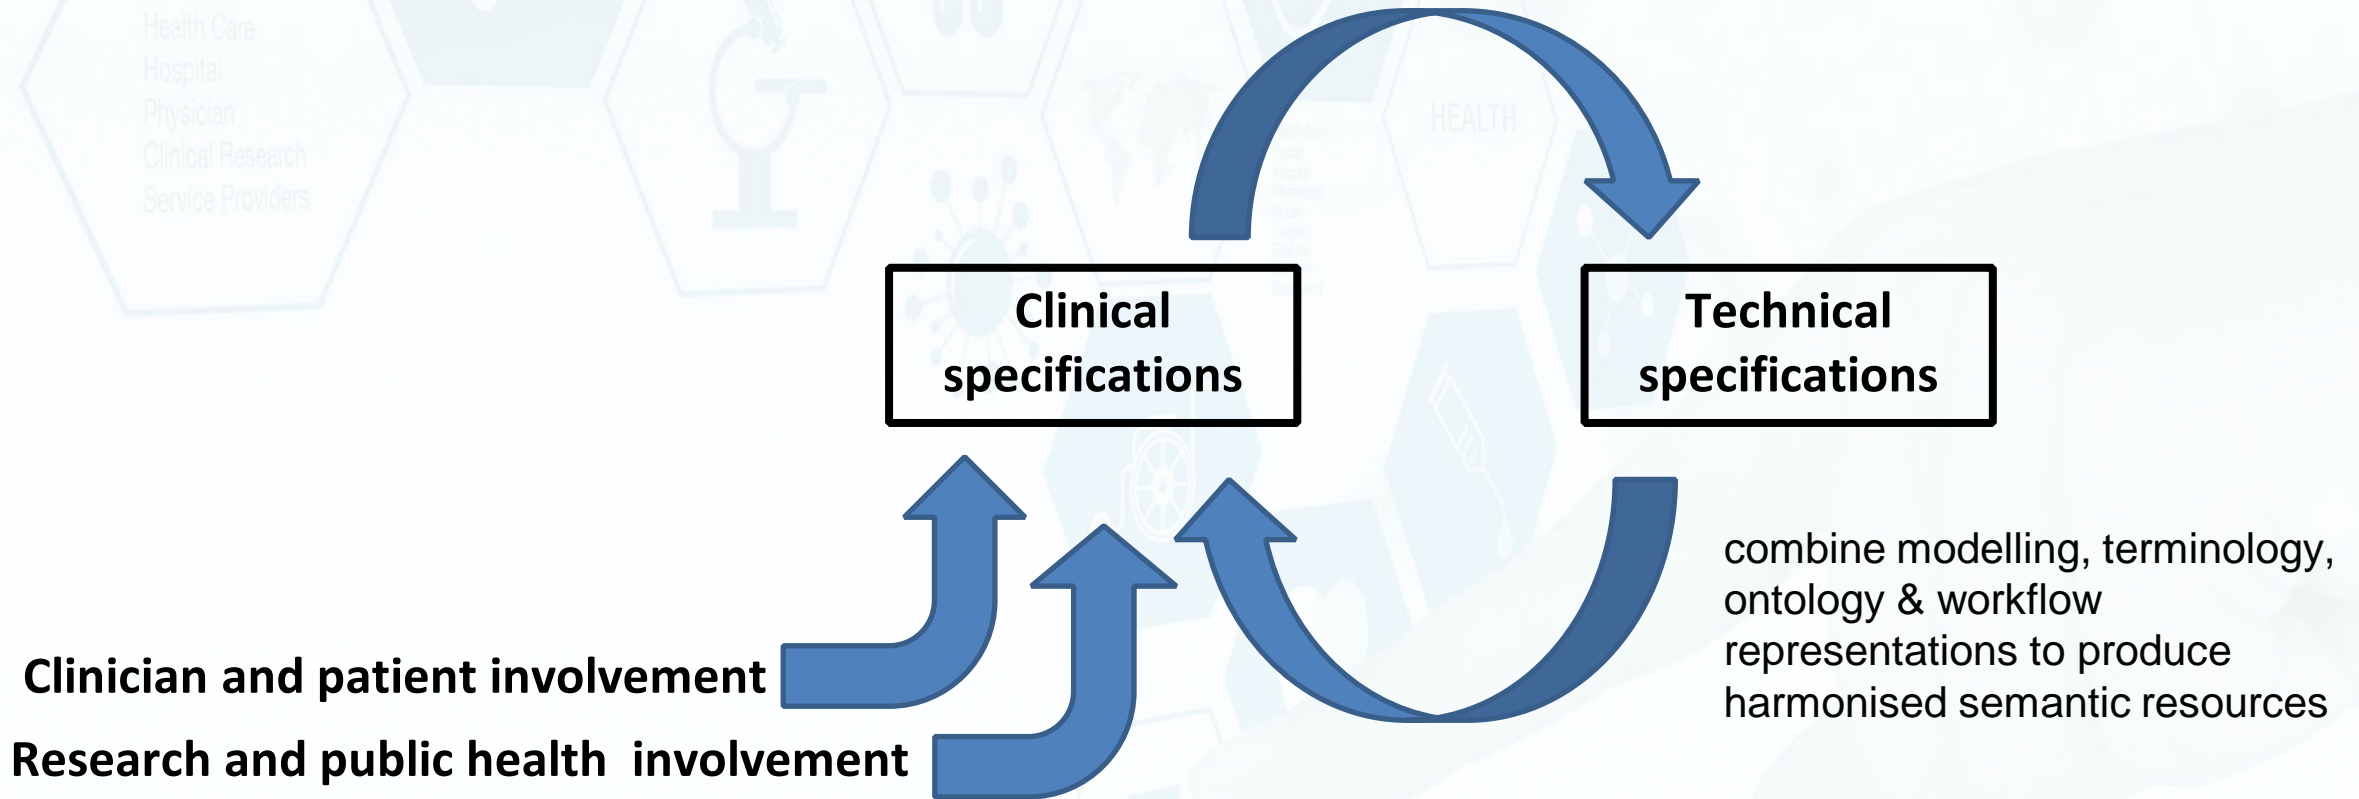 Health Care
Hospital
Physician
Clinical Research
Service Providers
HEALTH
Clinical
specifications
Technical
specifications
combine modelling, terminology,
ontology & workflow
representations to produce
harmonised semantic resources
Clinician and patient involvement
Research and public health  involvement